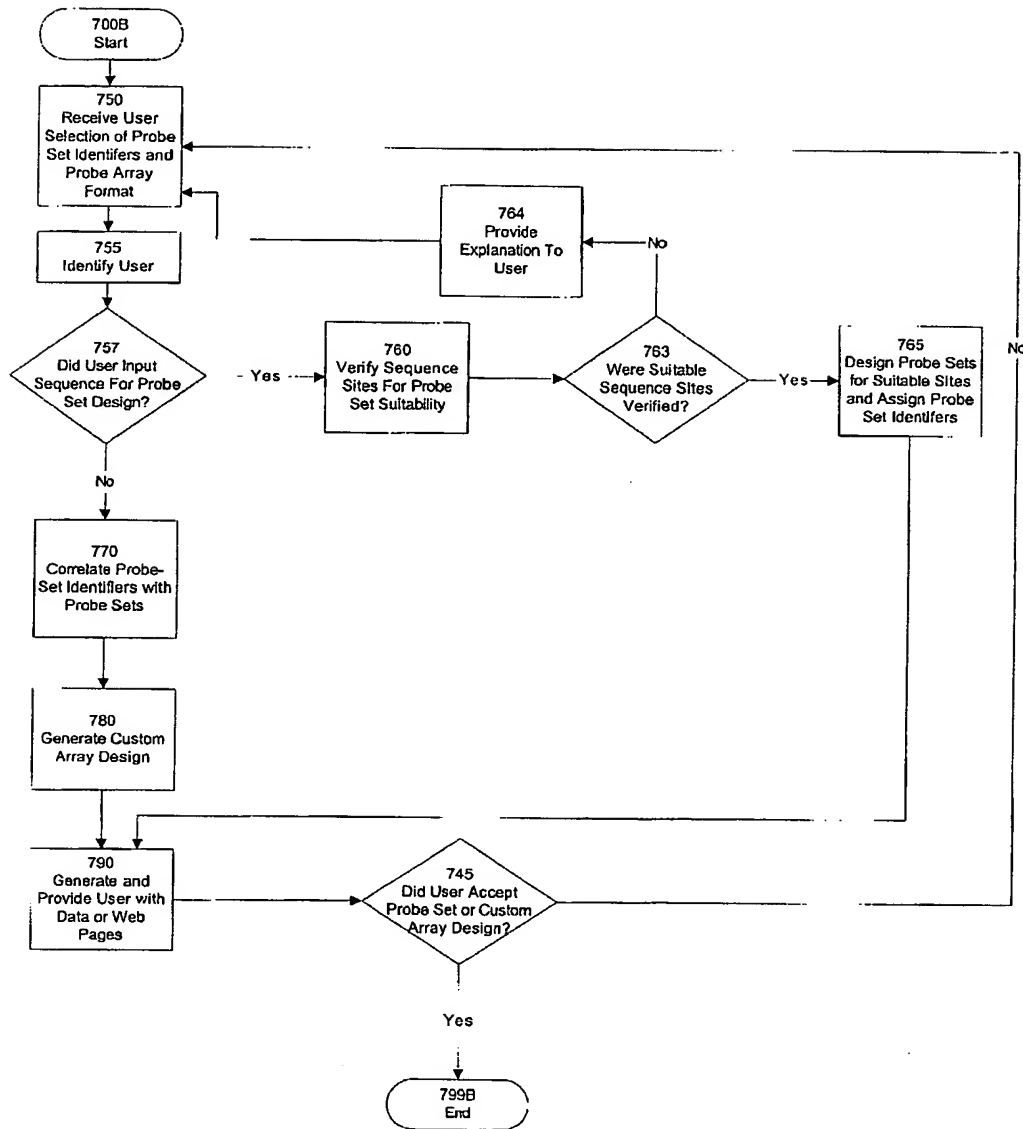 700B
Start
750
Receive User
Selection of Probe
Set Identifers and
Probe Array
Format
755
Identify User
764
Provide
Explanation To
User
No
757
Did User Input
Sequence For Probe
Set Design?
Yes
760
Verify Sequence
Sites For Probe
Set Suitability
763
Were Suitable
Sequence Sites
Verified?
Yes
765
Design Probe Sets
for Suitable Sites
and Assign Probe
Set Identifers
No
No
770
Correlate Probe-
Set Identifiers with
Probe Sets
780
Generate Custom
Array Design
790
Generate and
Provide User with
Data or Web
Pages
745
Did User Accept
Probe Set or Custom
Array Design?
Yes
799B
End